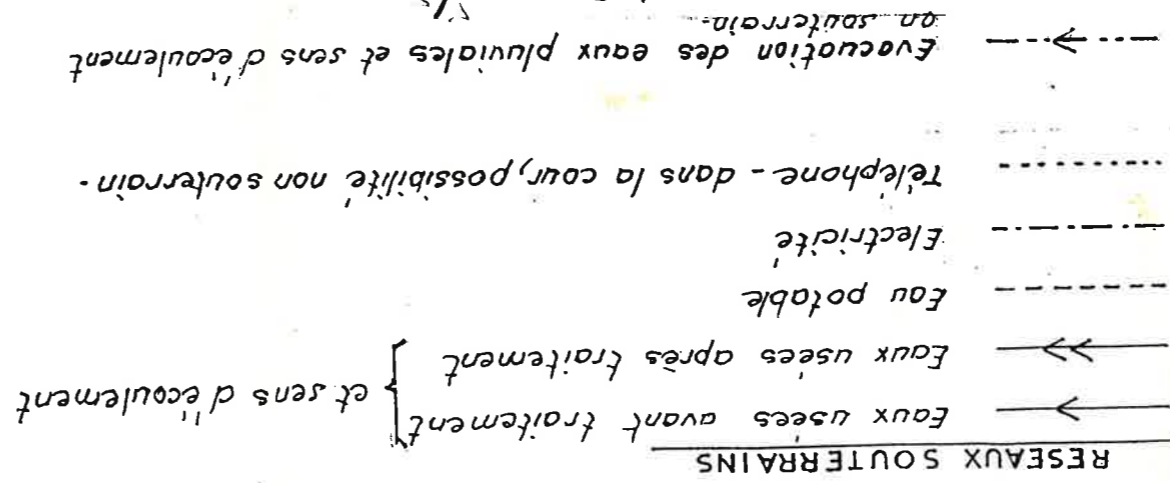 RESEAUX SOUTERRAINS
Eaux usées avant traitement
Eaux usées après traitement
et sens d'écoulement
Eau potable
Electricité
Téléphone - dans la cour, possibilité non souterrain.
Evacuation des eaux pluviales et sens d'écoulement
en souterrain.